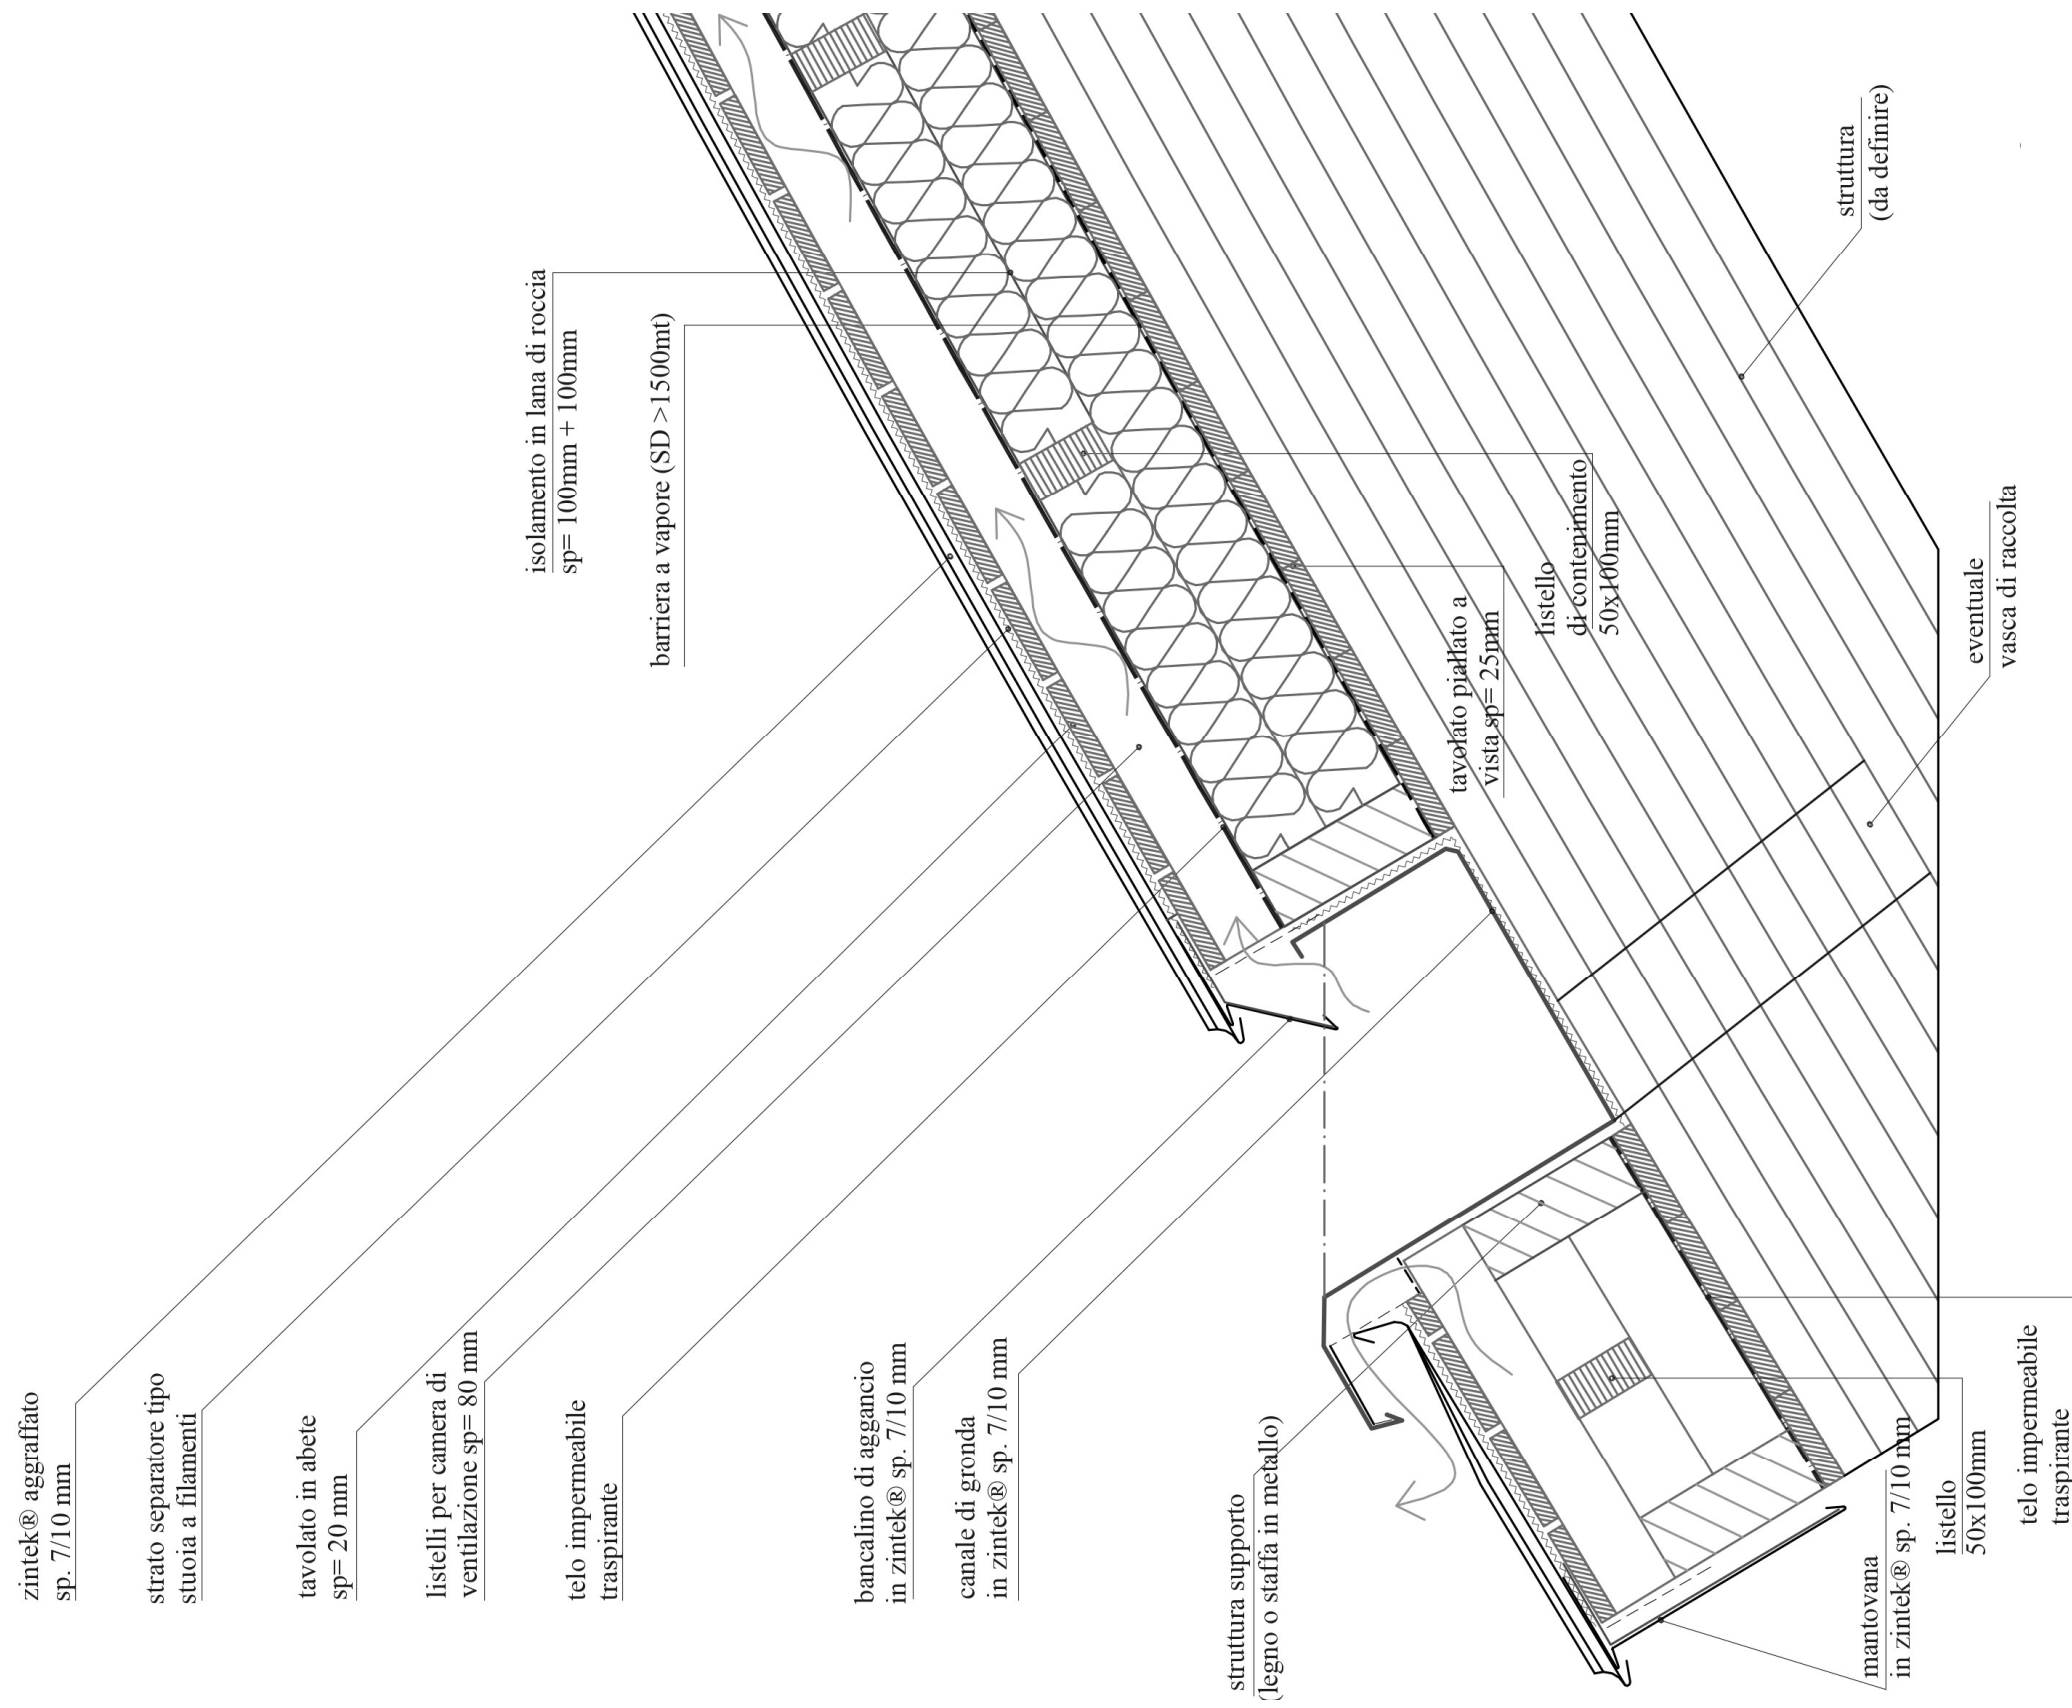 zintek® aggraffato
sp. 7/10 mm
strato separatore tipo
stuoia a filamenti
tavolato in abete
sp= 20 mm
listelli per camera di
ventilazione sp= 80 mm
telo impermeabile
traspirante
isolamento in lana di roccia
sp= 100mm + 100mm
barriera a vapore (SD >1500mt)
bancalino di aggancio
in zintek® sp. 7/10 mm
canale di gronda
in zintek® sp. 7/10 mm
struttura supporto
(legno o staffa in metallo)
tavolato piallato a
vista sp= 25mm
listello
di contenimento
50x100mm
struttura
(da definire)
eventuale
vasca di raccolta
mantovana
in zintek® sp. 7/10 mm
listello
50x100mm
telo impermeabile
traspirante